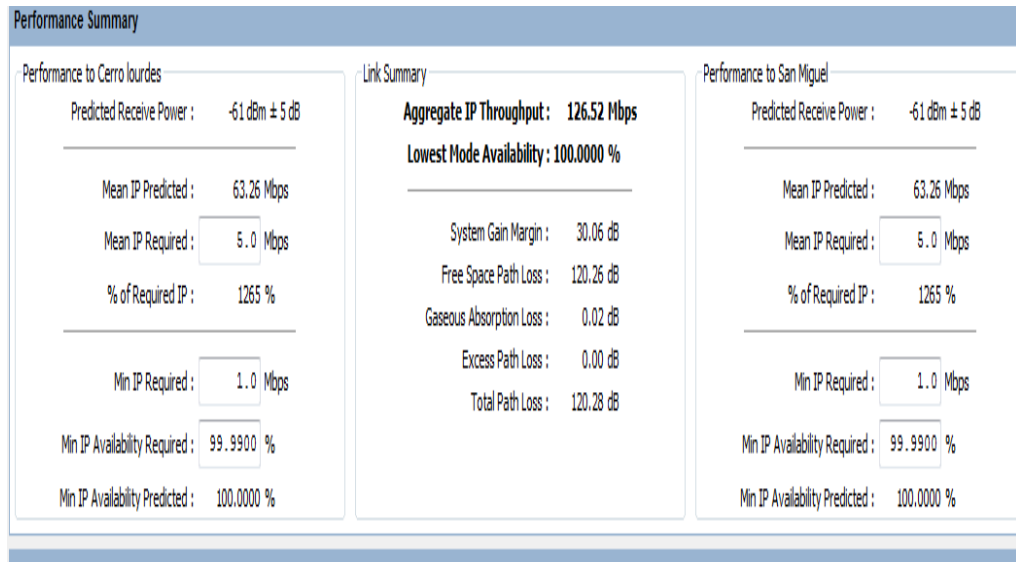 Performance Summary
Performance to Cerro lourdes
Predicted Receive Power : -61 dBm ± 5 dB
Mean IP Predicted : 63.26 Mbps
Mean IP Required : 5.0 Mbps
% of Required IP : 1265 %
Min IP Required : 1.0 Mbps
Min IP Availability Required : 99.9900 %
Min IP Availability Predicted : 100.0000 %
Link Summary
Aggregate IP Throughput : 126.52 Mbps
Lowest Mode Availability : 100.0000 %
System Gain Margin : 30.06 dB
Free Space Path Loss : 120.26 dB
Gaseous Absorption Loss : 0.02 dB
Excess Path Loss : 0.00 dB
Total Path Loss : 120.28 dB
Performance to San Miguel
Predicted Receive Power : -61 dBm ± 5 dB
Mean IP Predicted : 63.26 Mbps
Mean IP Required : 5.0 Mbps
% of Required IP : 1265 %
Min IP Required : 1.0 Mbps
Min IP Availability Required : 99.9900 %
Min IP Availability Predicted : 100.0000 %